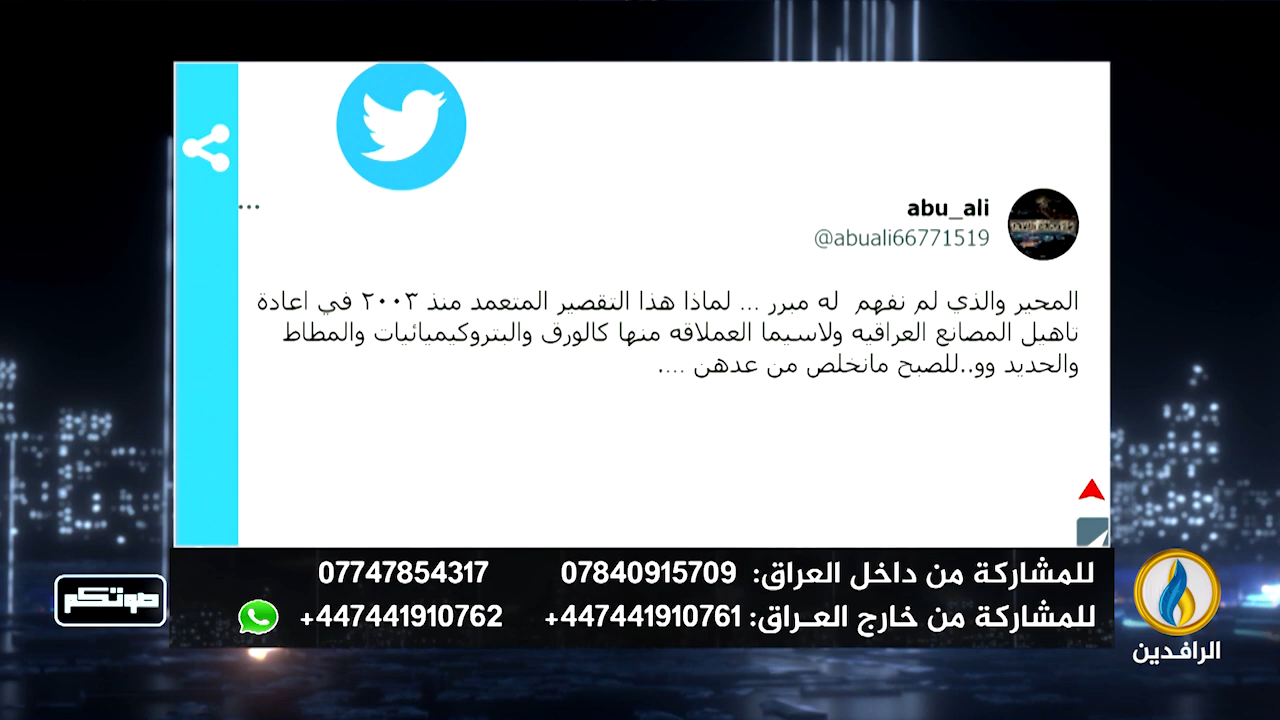 abu_ali
@abuali66771519
...
المحير والذي لم نفهم له مبرر ... لماذا هذا التقصير المتعمد منذ ٢٠٠٣ في اعادة
تاهيل المصانع العراقيه ولاسيما العملاقه منها كالورق والبتروكيميائيات والمطاط
والحديد وو..للصبح مانخلص من عدهن ....
للمشاركة من داخل العراق: 07840915709 07747854317
للمشاركة من خارج العراق: 447441910761+ 447441910762+
صوتكم
الرافدين